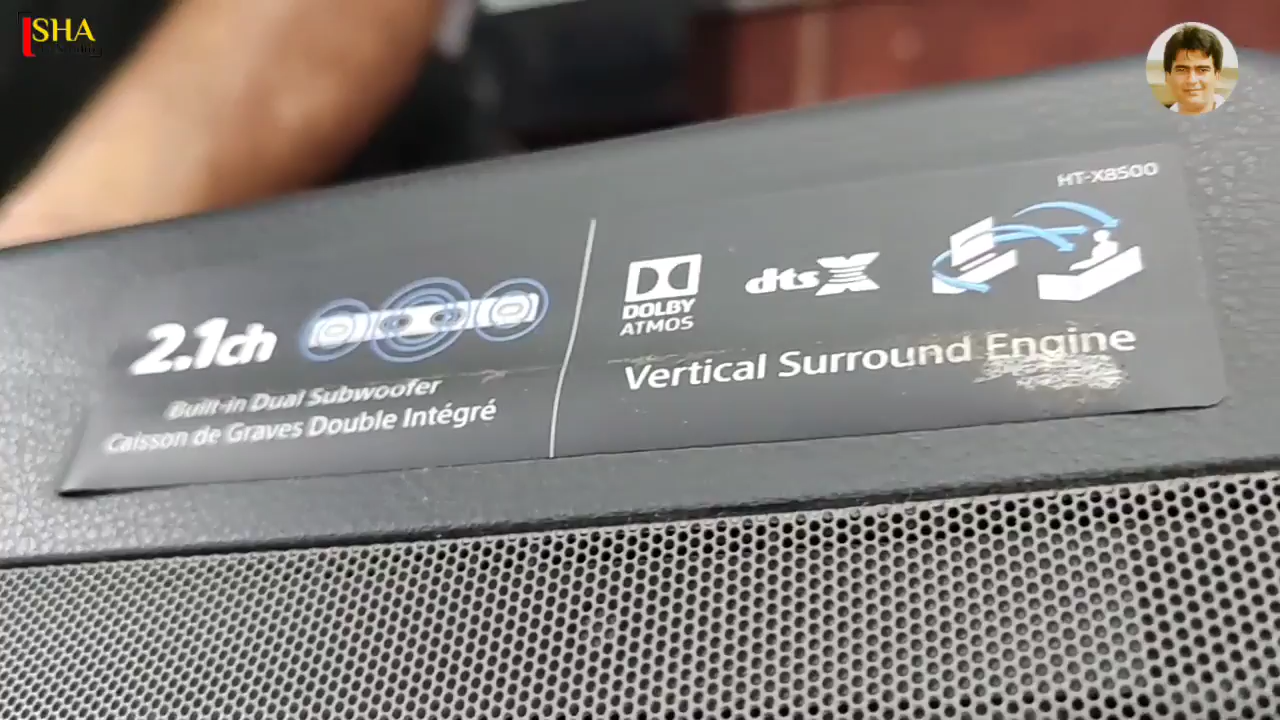 SHA
HT-X8500
2.1ch
Built-in Dual Subwoofer
Caisson de Graves Double Intégré
DOLBY
ATMOS
dts X
Vertical Surround Engine